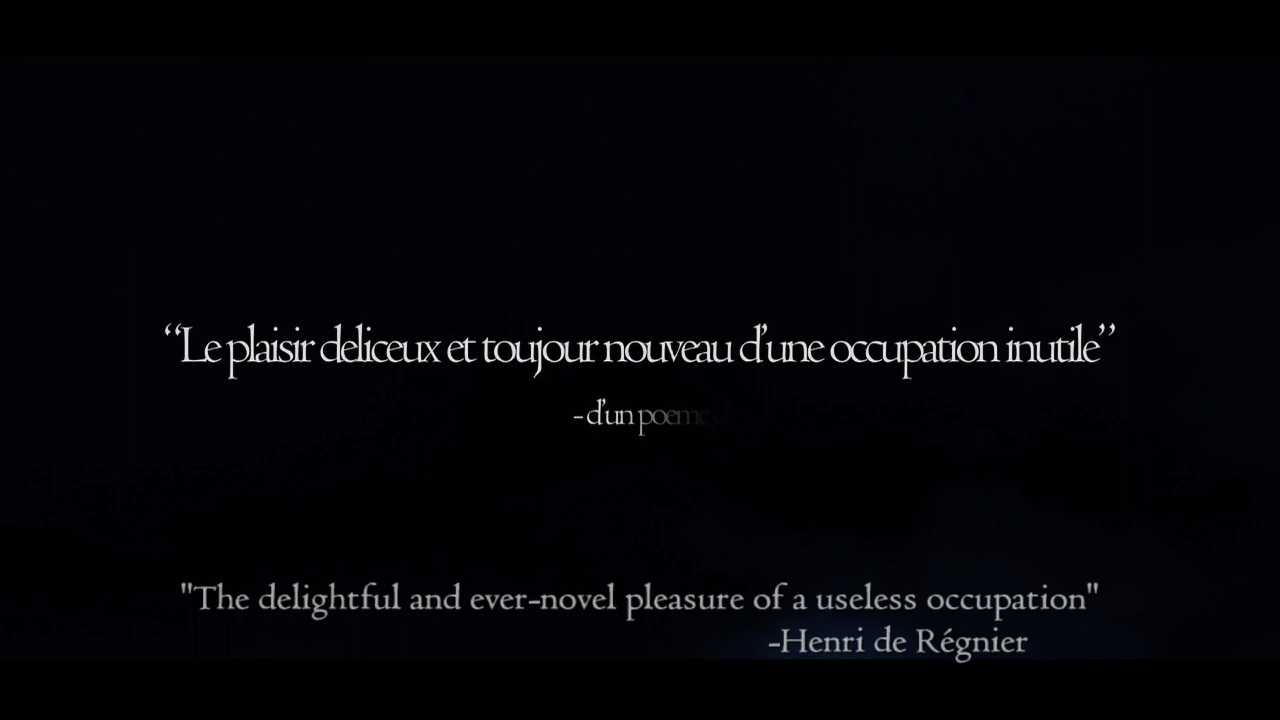 “Le plaisir deliceux et toujour nouveau d’une occupation inutile”
- d’un poeme d
"The delightful and ever-novel pleasure of a useless occupation"
-Henri de Régnier